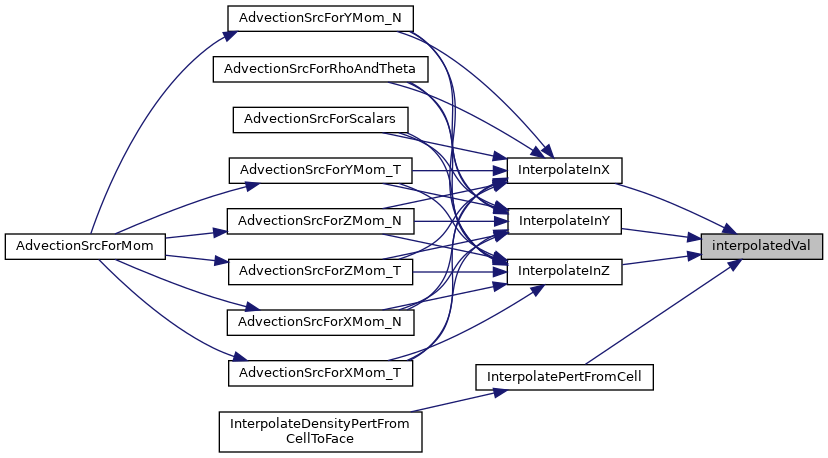 AdvectionSrcForYMom_N
AdvectionSrcForRhoAndTheta
AdvectionSrcForScalars
AdvectionSrcForYMom_T
InterpolateInX
AdvectionSrcForZMom_N
InterpolateInY
AdvectionSrcForMom
interpolatedVal
AdvectionSrcForZMom_T
InterpolateInZ
AdvectionSrcForXMom_N
AdvectionSrcForXMom_T
InterpolatePertFromCell
InterpolateDensityPertFrom
CellToFace